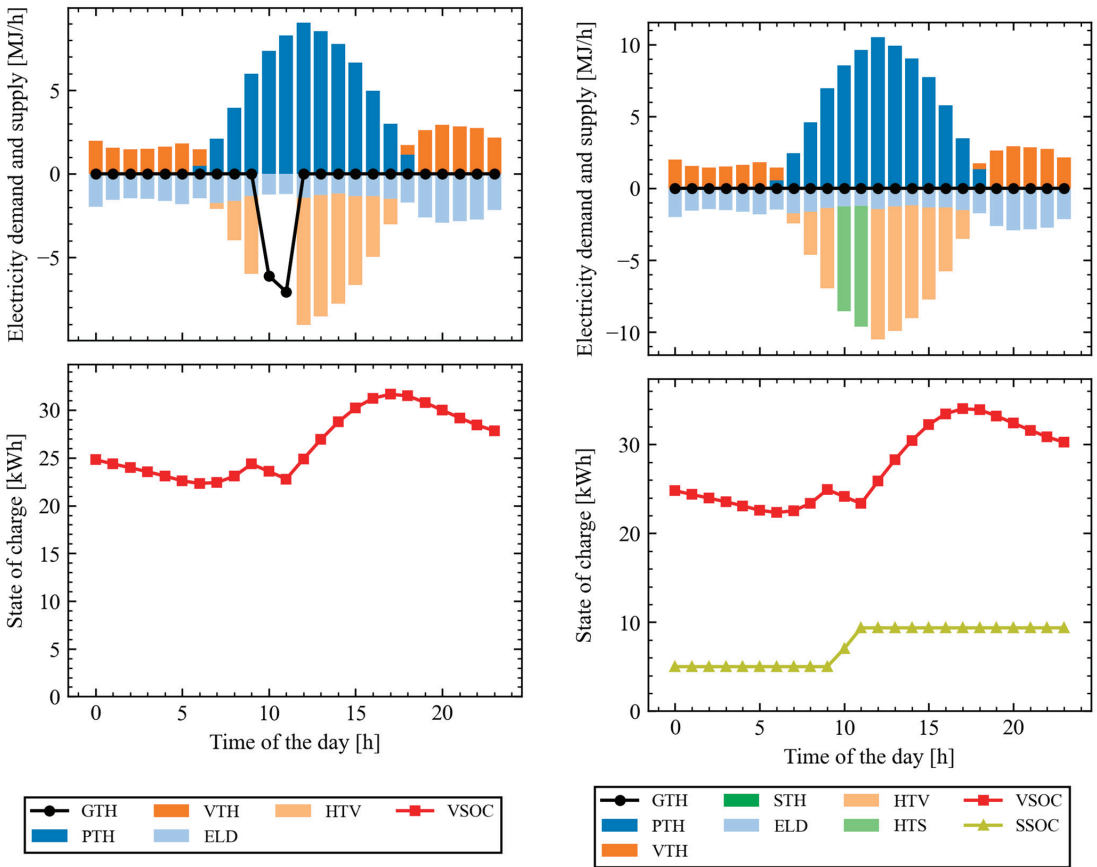 Electricity demand and supply [MJ/h]
5
0
−5
State of charge [kWh]
30
25
20
15
10
5
0
0 5 10 15 20
Time of the day [h]
GTH VTH HTV VSOC
PTH ELD
Electricity demand and supply [MJ/h]
10
5
0
−5
−10
State of charge [kWh]
30
20
10
0
0 5 10 15 20
Time of the day [h]
GTH STH HTV VSOC
PTH ELD HTS SSOC
VTH